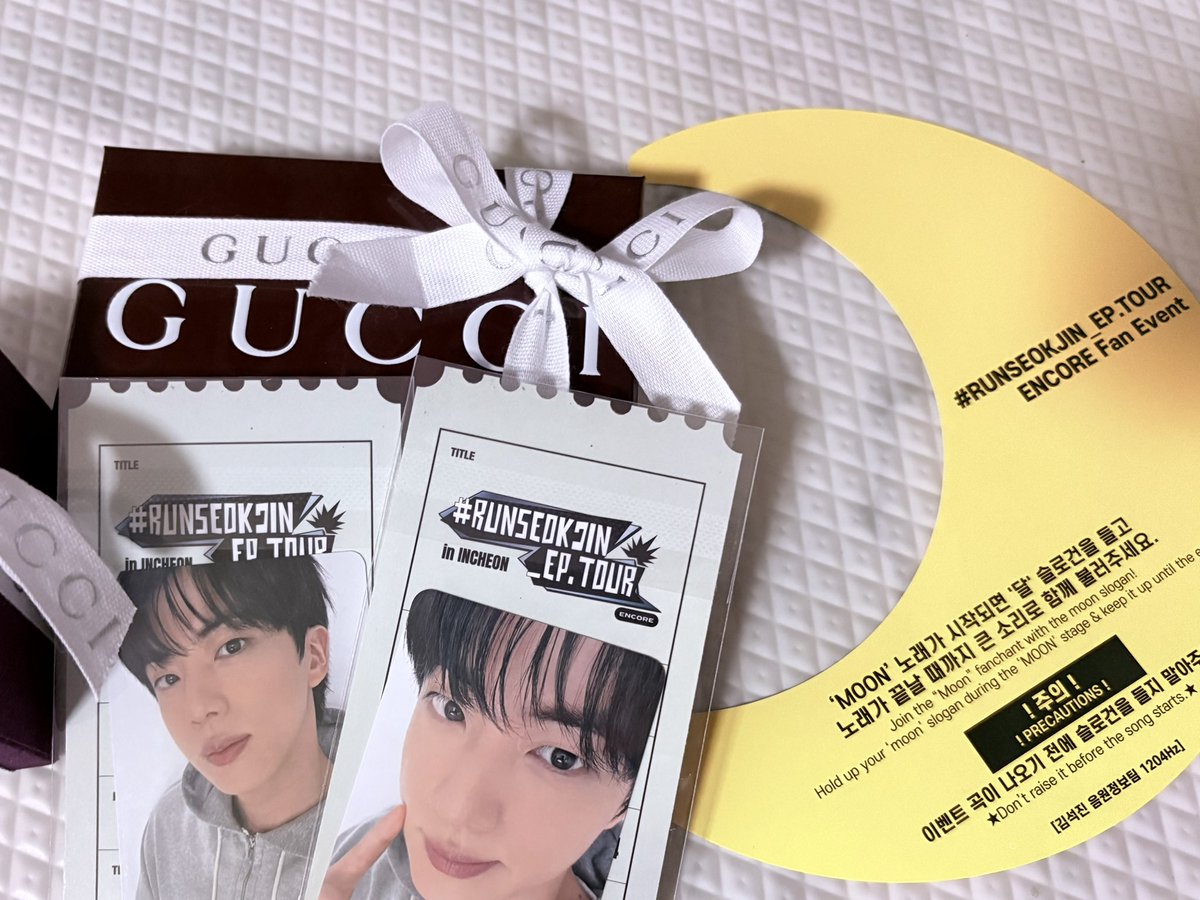 GUC
GUCCI
GUCCI
UCCI
TITLE
#RUNSEOKJIN
in INCHEON
EP.TOUR
TITLE
#RUNSEOKJIN
in INCHEON
_EP.TOUR
ENCORE
#RUNSEOKJIN_EP.TOUR
ENCORE Fan Event
'MOON' 노래가 시작되면 '달' 슬로건을 들고
노래가 끝날 때까지 큰 소리로 함께 불러주세요.
Join the "Moon" fanchant with the moon slogan!
Hold up your 'moon' slogan during the 'MOON' stage & keep it up until the
! 주의 !
! PRECAUTIONS !
이벤트 곡이 나오기 전에 슬로건을 들지 말아주
★Don't raise it before the song starts.★
[김석진 음원정보팀 1204Hz]